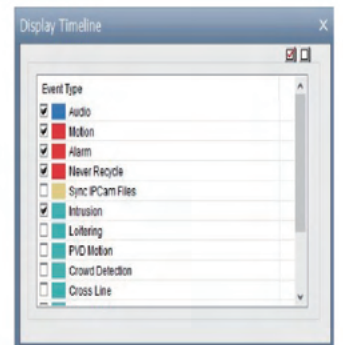 Display Timeline X
Event Type
Audio
Motion
Alarm
Never Recycle
Sync IPCam Files
Intrusion
Loitering
PVD Motion
Crowd Detection
Cross Line